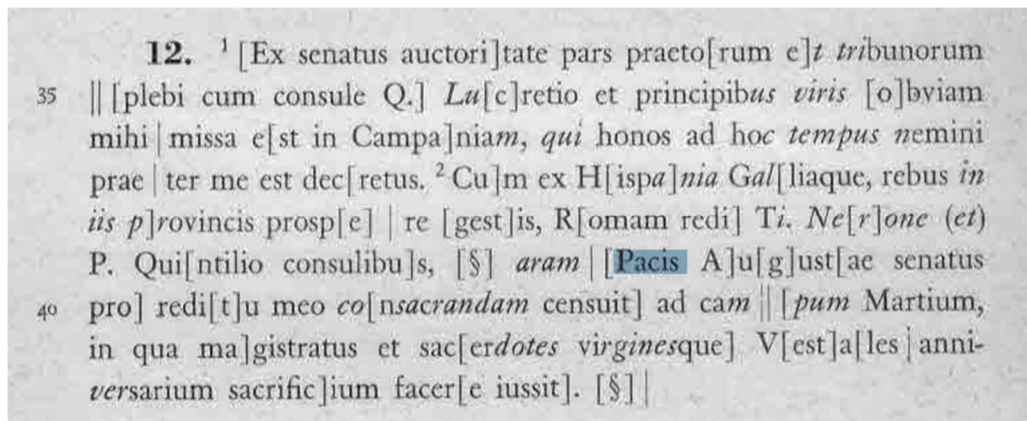 12. ¹ [Ex senatus auctori]tate pars praeto[rum e]t tribunorum
35 || [plebi cum consule Q.] Lu[c]retio et principibus viris [o]bviam
mihi | missa e[st in Campa]niam, qui honos ad hoc tempus nemini
prae | ter me est dec[retus. ² Cu]m ex H[ispa]nia Gal[liaque, rebus in
iis p]rovincis prosp[e] | re [gest]is, R[omam redi] Ti. Ne[r]one (et)
P. Qui[ntilio consulibu]s, [§] aram | [Pacis A]u[g]ust[ae senatus
40 pro] redi[t]u meo co[nsacrandam censuit] ad cam || [pum Martium,
in qua ma]gistratus et sac[erdotes virginesque] V[est]a[les | anni-
versarium sacrific]ium facer[e iussit]. [§] |